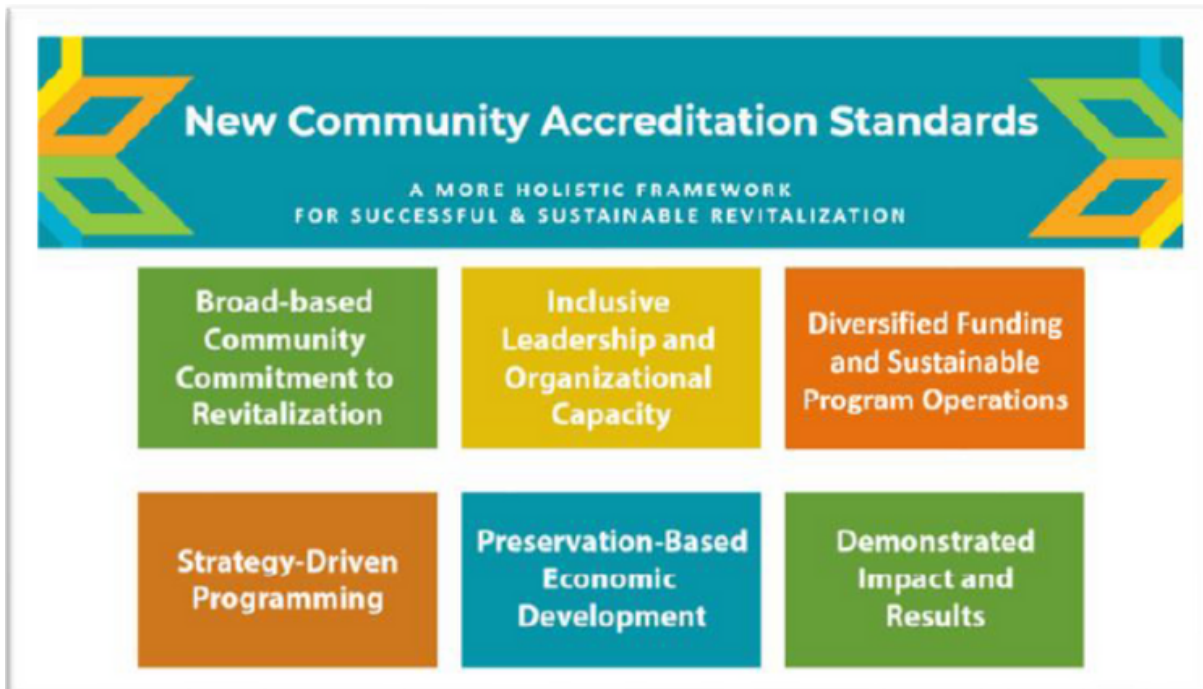 New Community Accreditation Standards
A MORE HOLISTIC FRAMEWORK
FOR SUCCESSFUL & SUSTAINABLE REVITALIZATION
Broad-based
Community
Commitment to
Revitalization
Inclusive
Leadership and
Organizational
Capacity
Diversified Funding
and Sustainable
Program Operations
Strategy-Driven
Programming
Preservation-Based
Economic
Development
Demonstrated
Impact and
Results